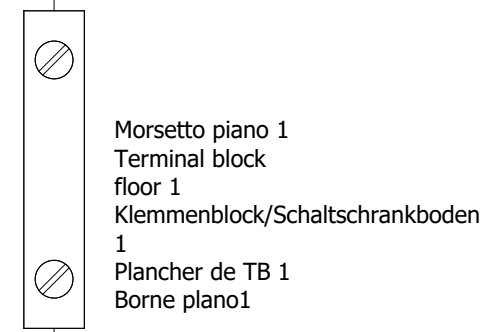 Morsetto piano 1
Terminal block
floor 1
Klemmenblock/Schaltschrankboden
1
Plancher de TB 1
Borne plano1